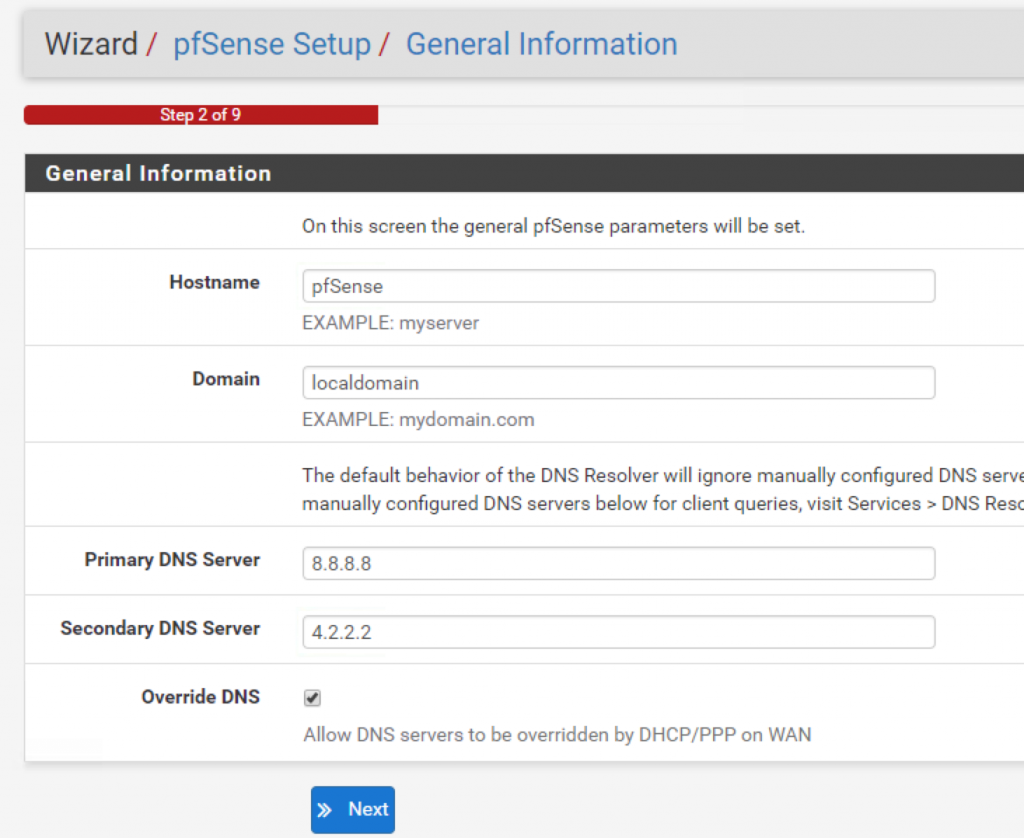 Wizard / pfSense Setup / General Information
Step 2 of 9
General Information
On this screen the general pfSense parameters will be set.
Hostname
pfSense
EXAMPLE: myserver
Domain
localdomain
EXAMPLE: mydomain.com
The default behavior of the DNS Resolver will ignore manually configured DNS
manually configured DNS servers below for client queries, visit Services > DNS
Primary DNS Server
8.8.8.8
Secondary DNS Server
4.2.2.2
Override DNS
Allow DNS servers to be overridden by DHCP/PPP on WAN
Next